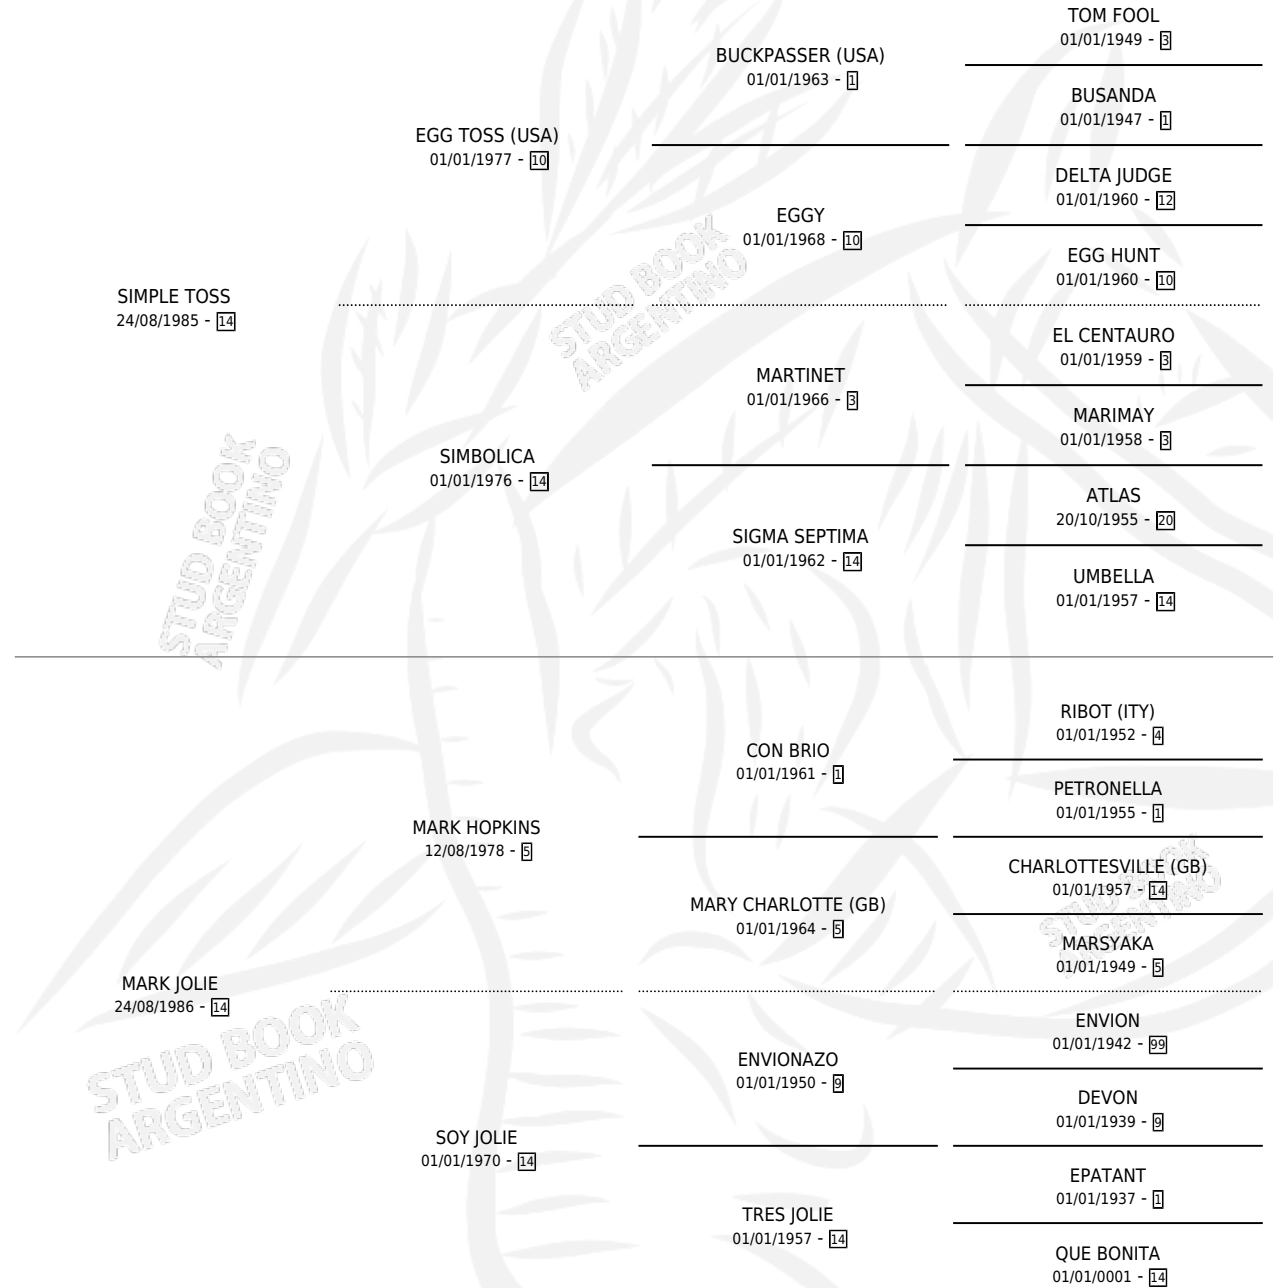 TOM FOOL
01/01/1949 - 3
BUCKPASSER (USA)
01/01/1963 - 1
BUSANDA
01/01/1947 - 1
EGG TOSS (USA)
01/01/1977 - 10
DELTA JUDGE
01/01/1960 - 12
EGGY
01/01/1968 - 10
EGG HUNT
01/01/1960 - 10
SIMPLE TOSS
24/08/1985 - 14
STUD BOOK
ARGENTINO
EL CENTAURO
01/01/1959 - 3
MARTINET
01/01/1966 - 3
MARIMAY
01/01/1958 - 3
SIMBOLICA
01/01/1976 - 14
ATLAS
20/10/1955 - 20
SIGMA SEPTIMA
01/01/1962 - 14
UMBELLA
01/01/1957 - 14
STUD BOOK
ARGENTINO
RIBOT (ITY)
01/01/1952 - 4
CON BRIO
01/01/1961 - 1
PETRONELLA
01/01/1955 - 1
MARK HOPKINS
12/08/1978 - 5
CHARLOTTESVILLE (GB)
01/01/1957 - 14
MARY CHARLOTTE (GB)
01/01/1964 - 5
STUD BOOK
ARGENTINO
MARSYAKA
01/01/1949 - 5
MARK JOLIE
24/08/1986 - 14
ENVION
01/01/1942 - 99
ENVIONAZO
01/01/1950 - 9
DEVON
01/01/1939 - 9
STUD BOOK
ARGENTINO
SOY JOLIE
01/01/1970 - 14
EPATANT
01/01/1937 - 1
TRES JOLIE
01/01/1957 - 14
QUE BONITA
01/01/0001 - 14